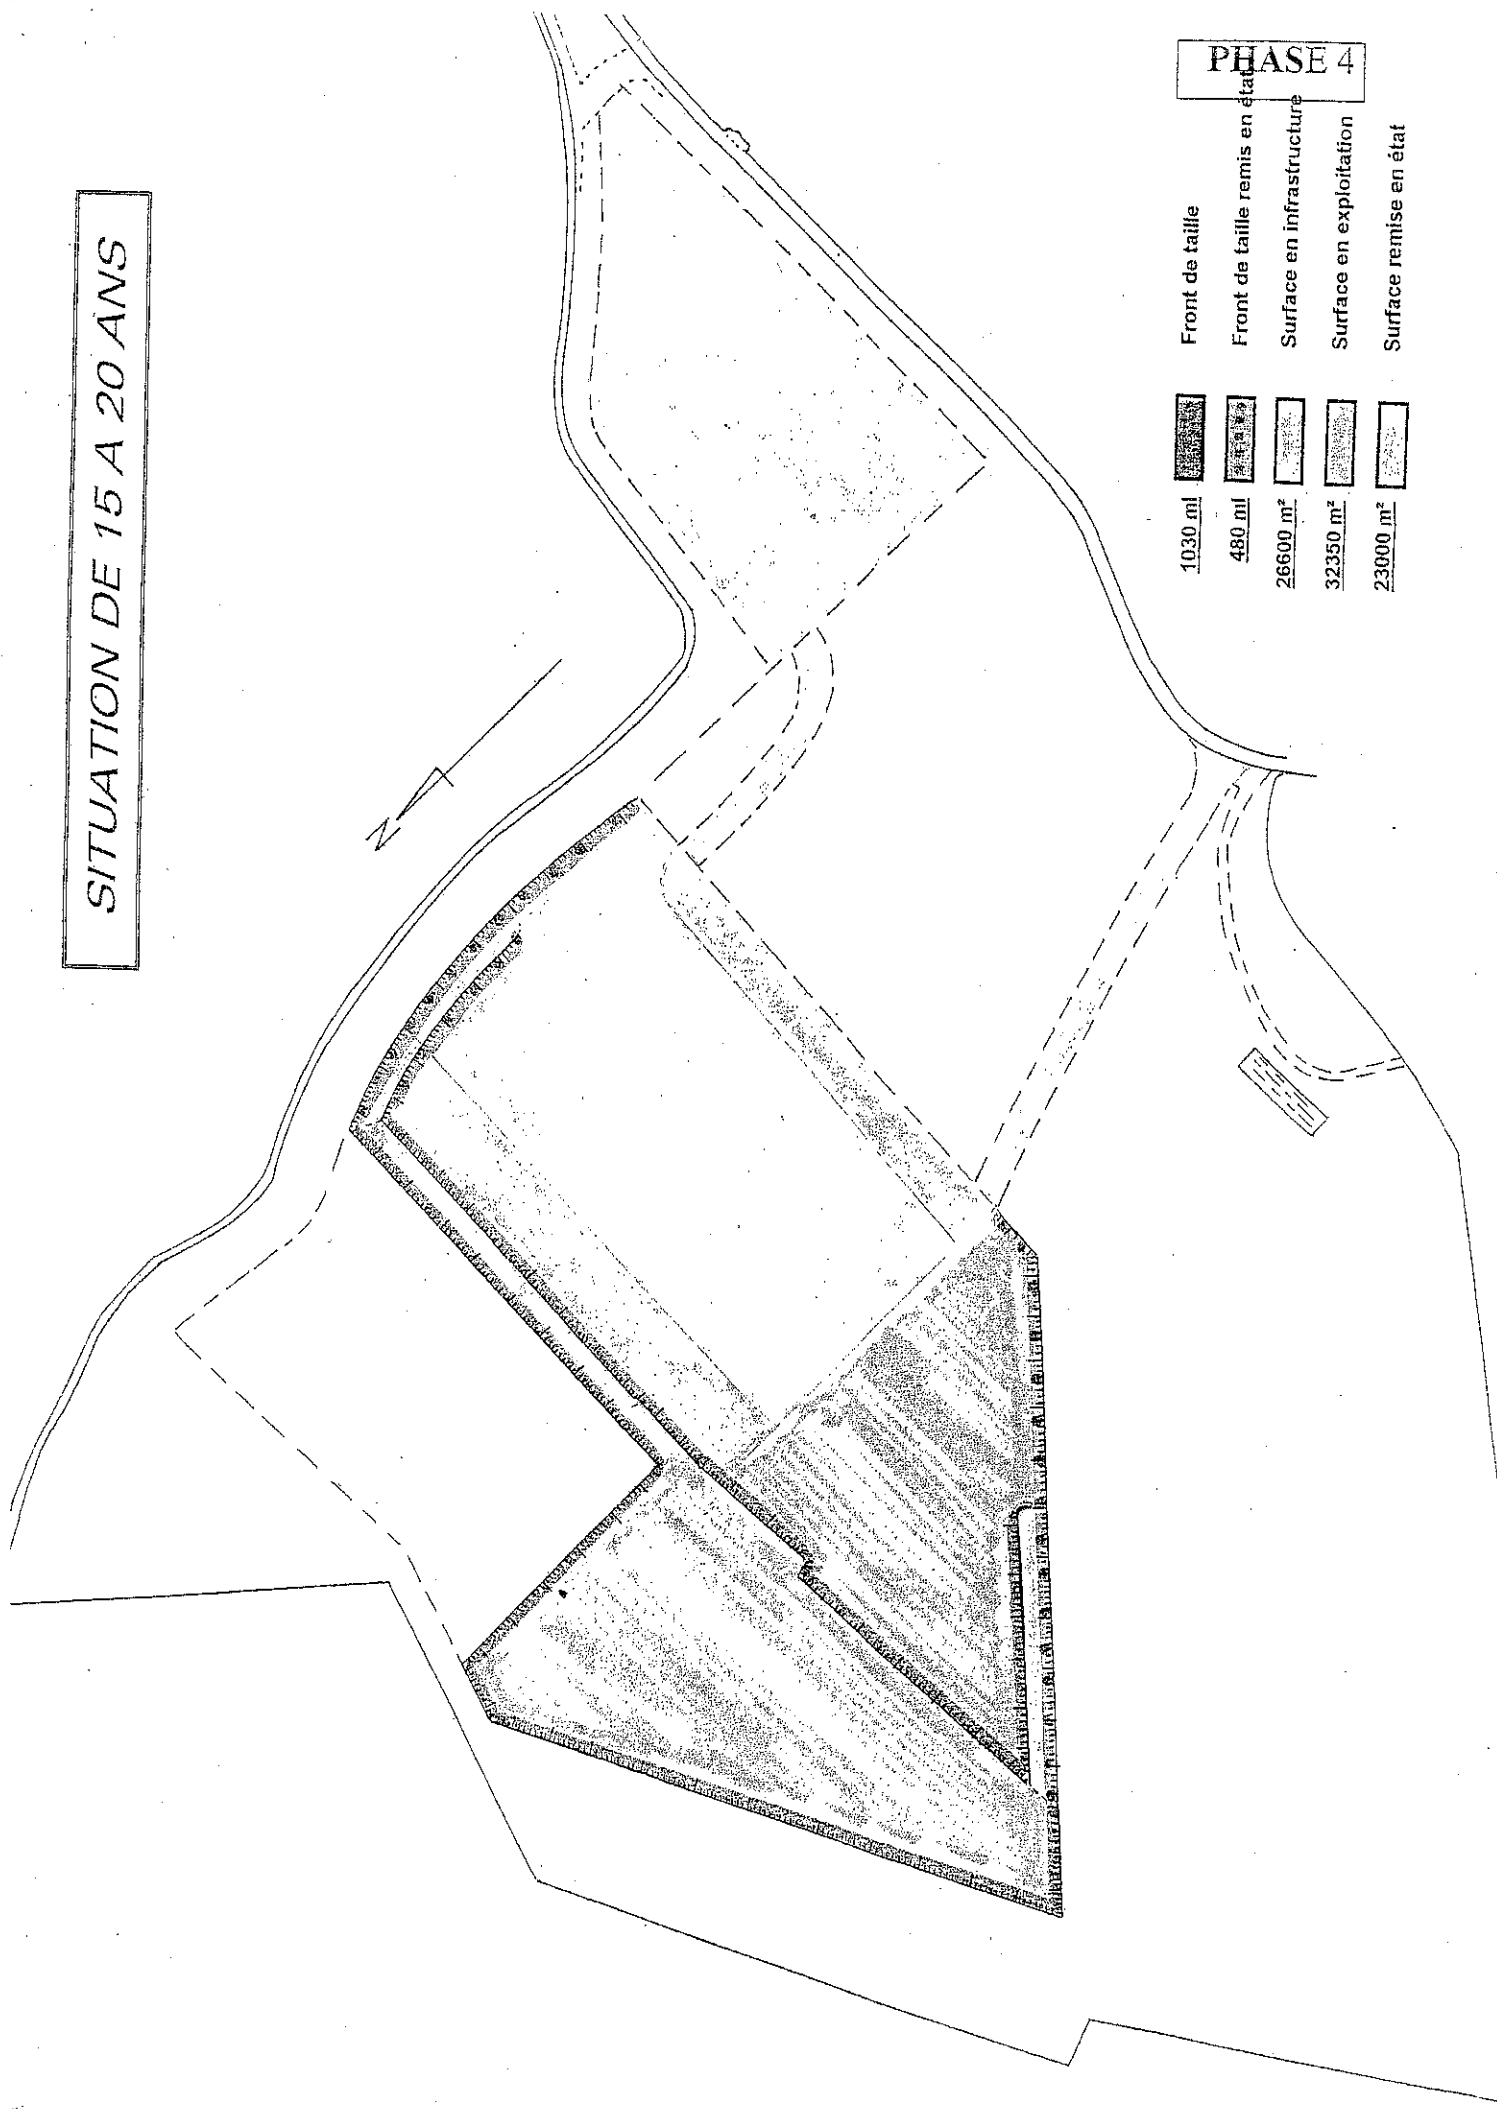 SITUATION DE 15 A 20 ANS
PHASE 4
N
1030 ml Front de taille
480 ml Front de taille remis en état
26600 m² Surface en infrastructure
32350 m² Surface en exploitation
23000 m² Surface remise en état